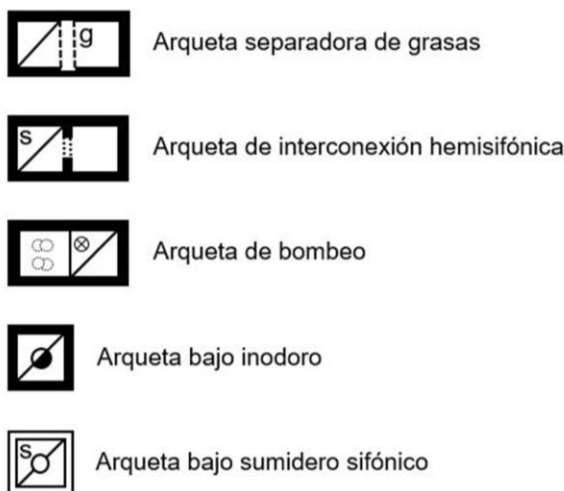 g Arqueta separadora de grasas
s Arqueta de interconexión hemisifónica
Arqueta de bombeo
Arqueta bajo inodoro
s Arqueta bajo sumidero sifónico